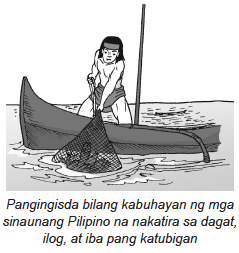 Pangingisda bilang kabuhayan ng mga
sinaunang Pilipino na nakatira sa dagat,
ilog, at iba pang katubigan